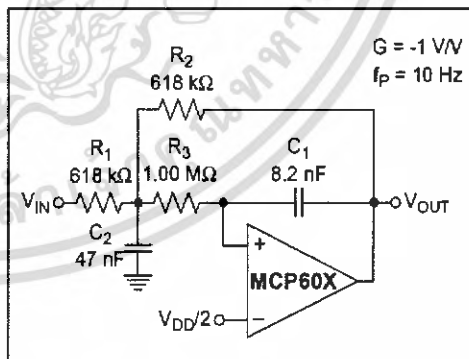 R2
618 kΩ
G = -1 V/V
fP = 10 Hz
R1
618 kΩ
R3
1.00 MΩ
C1
8.2 nF
VIN
VOUT
C2
47 nF
+
MCP60X
VDD/2
−